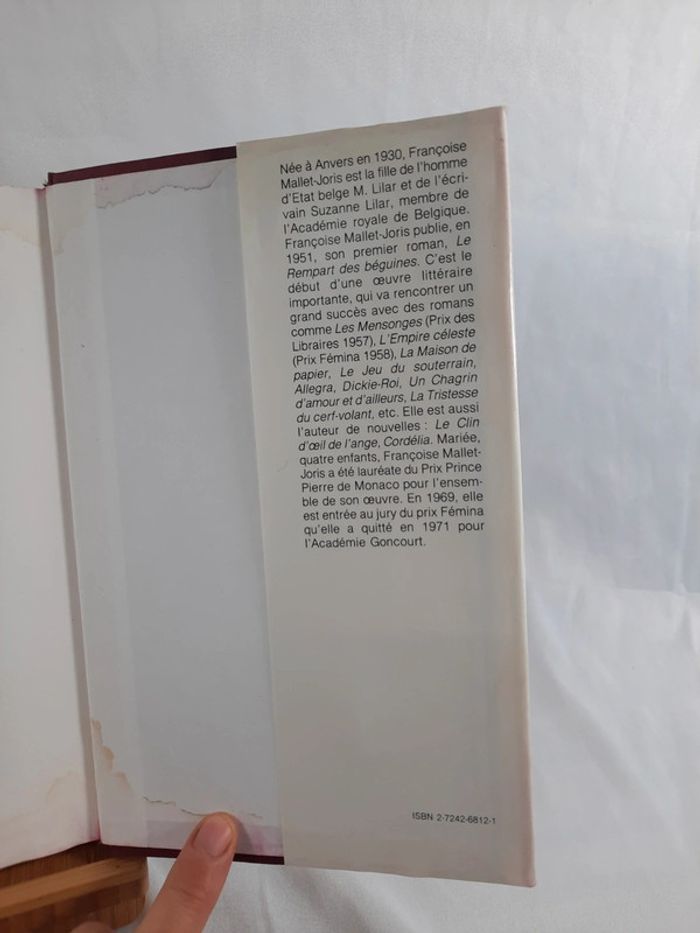 Née à Anvers en 1930, Françoise
Mallet-Joris est la fille de l'homme
d'Etat belge M. Lilar et de l'écri-
vain Suzanne Lilar, membre de
l'Académie royale de Belgique.
Françoise Mallet-Joris publie, en
1951, son premier roman, Le
Rempart des béguines. C'est le
début d'une œuvre littéraire
importante, qui va rencontrer un
grand succès avec des romans
comme Les Mensonges (Prix des
Libraires 1957), L'Empire céleste
(Prix Fémina 1958), La Maison de
papier, Le Jeu du souterrain,
Allegra, Dickie-Roi, Un Chagrin
d'amour et d'ailleurs, La Tristesse
du cerf-volant, etc. Elle est aussi
l'auteur de nouvelles : Le Clin
d'œil de l'ange, Cordélia. Mariée,
quatre enfants, Françoise Mallet-
Joris a été lauréate du Prix Prince
Pierre de Monaco pour l'ensem-
ble de son œuvre. En 1969, elle
est entrée au jury du prix Fémina
qu'elle a quitté en 1971 pour
l'Académie Goncourt.
ISBN 2-7242-6812-1